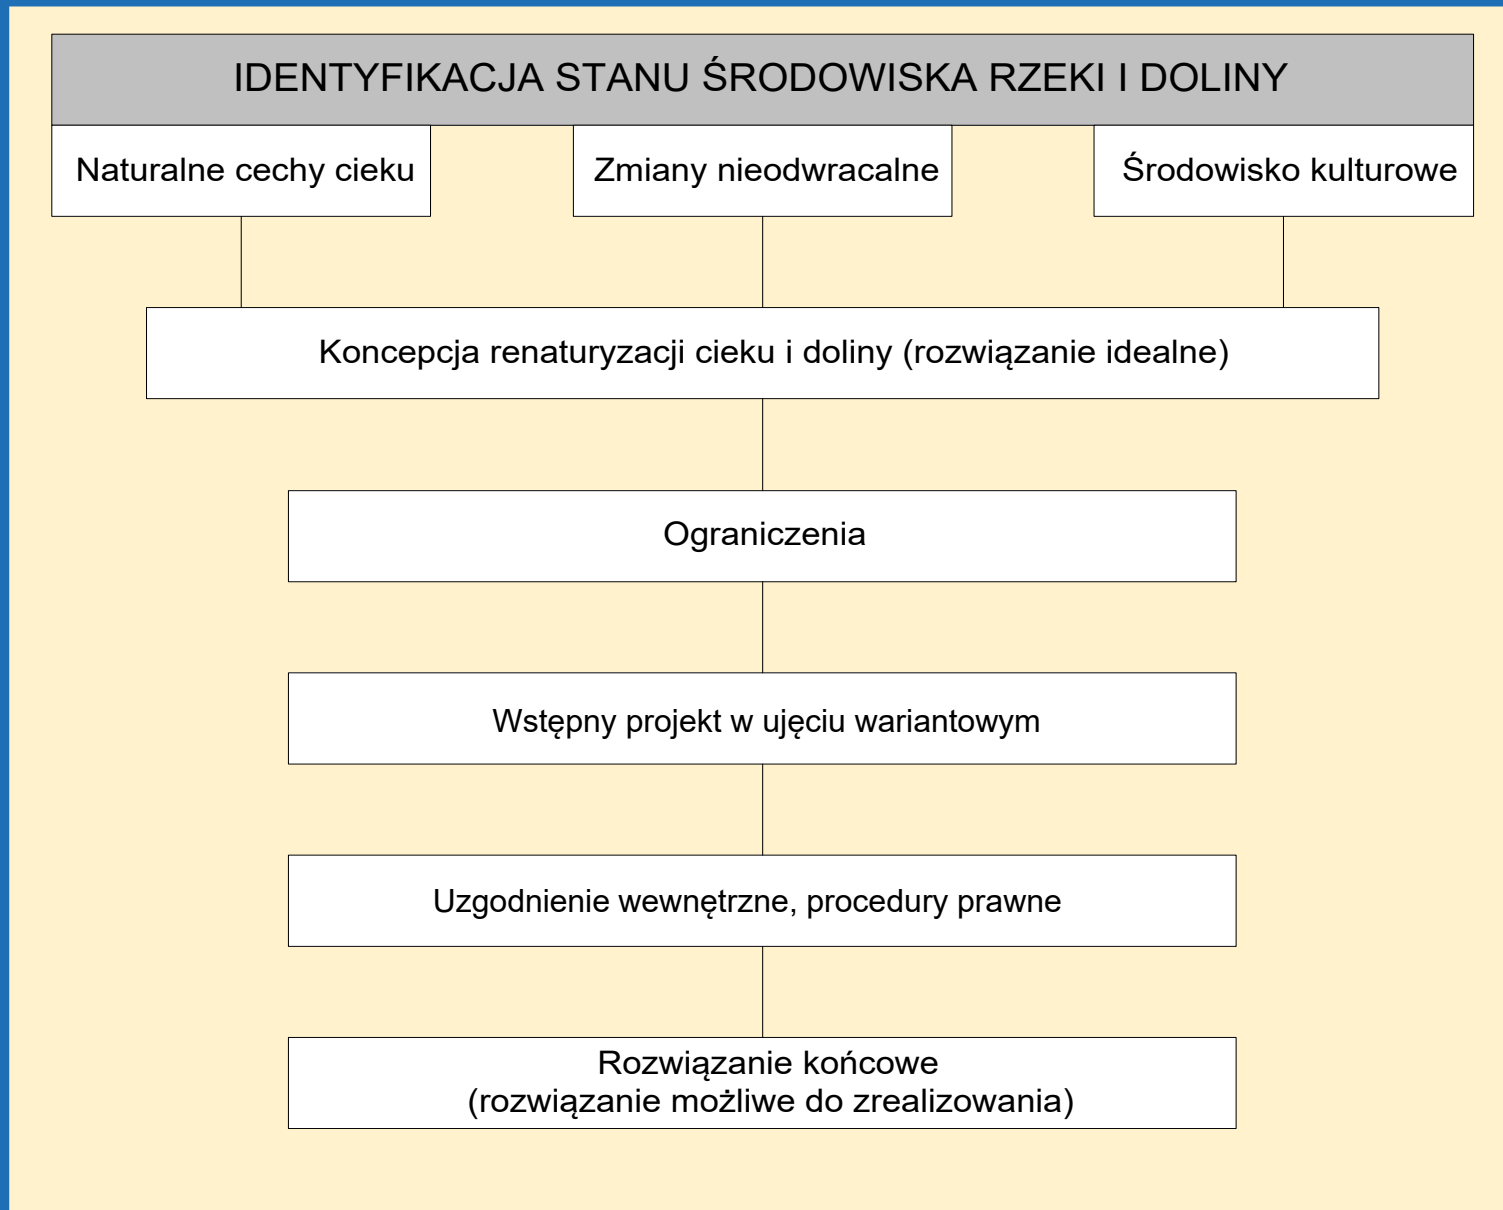 IDENTYFIKACJA STANU ŚRODOWISKA RZEKI I DOLINY
Naturalne cechy cieku
Zmiany nieodwracalne
Środowisko kulturowe
Koncepcja renaturyzacji cieku i doliny (rozwiązanie idealne)
Ograniczenia
Wstępny projekt w ujęciu wariantowym
Uzgodnienie wewnętrzne, procedury prawne
Rozwiązanie końcowe
(rozwiązanie możliwe do zrealizowania)